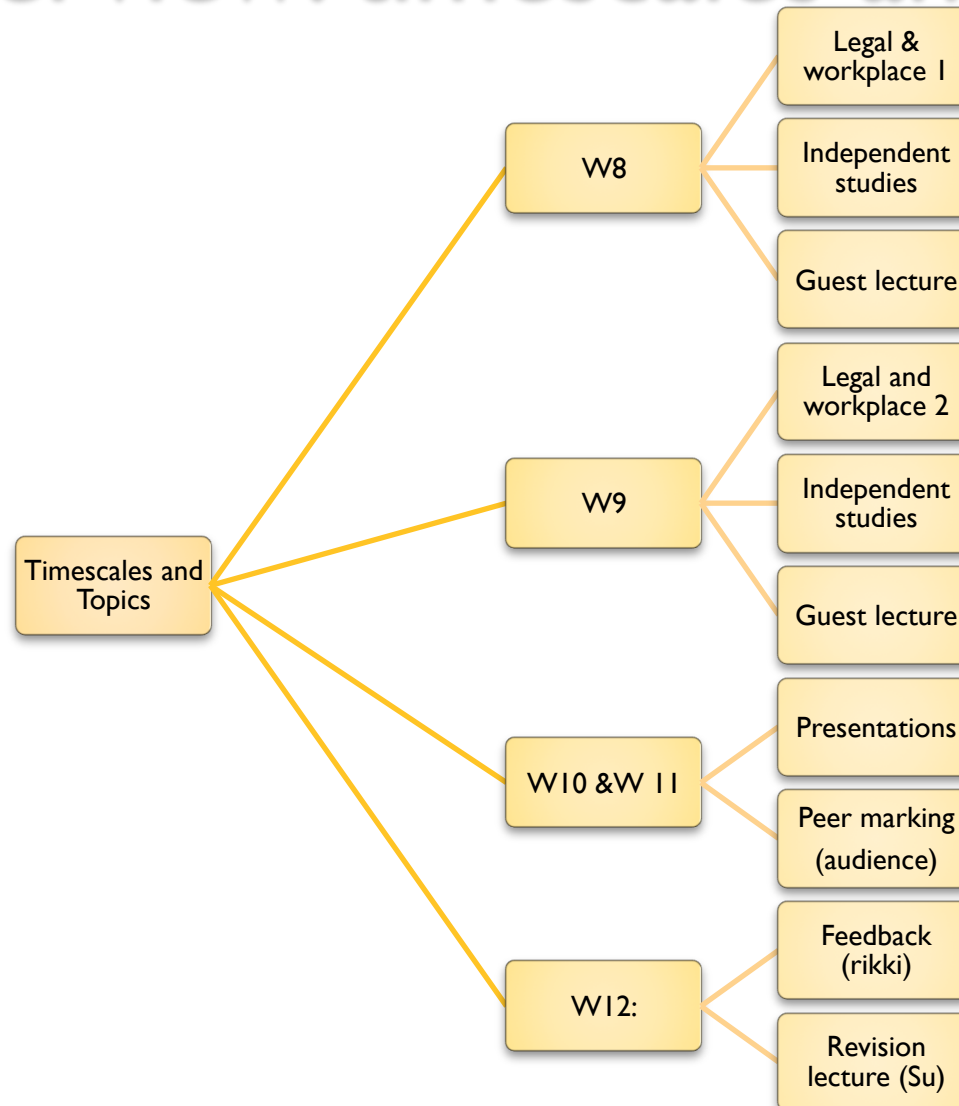 Timescales and
Topics
W8
Legal &
workplace 1
Independent
studies
Guest lecture
W9
Legal and
workplace 2
Independent
studies
Guest lecture
W10 &W 11
Presentations
Peer marking
(audience)
W12:
Feedback
(rikki)
Revision
lecture (Su)